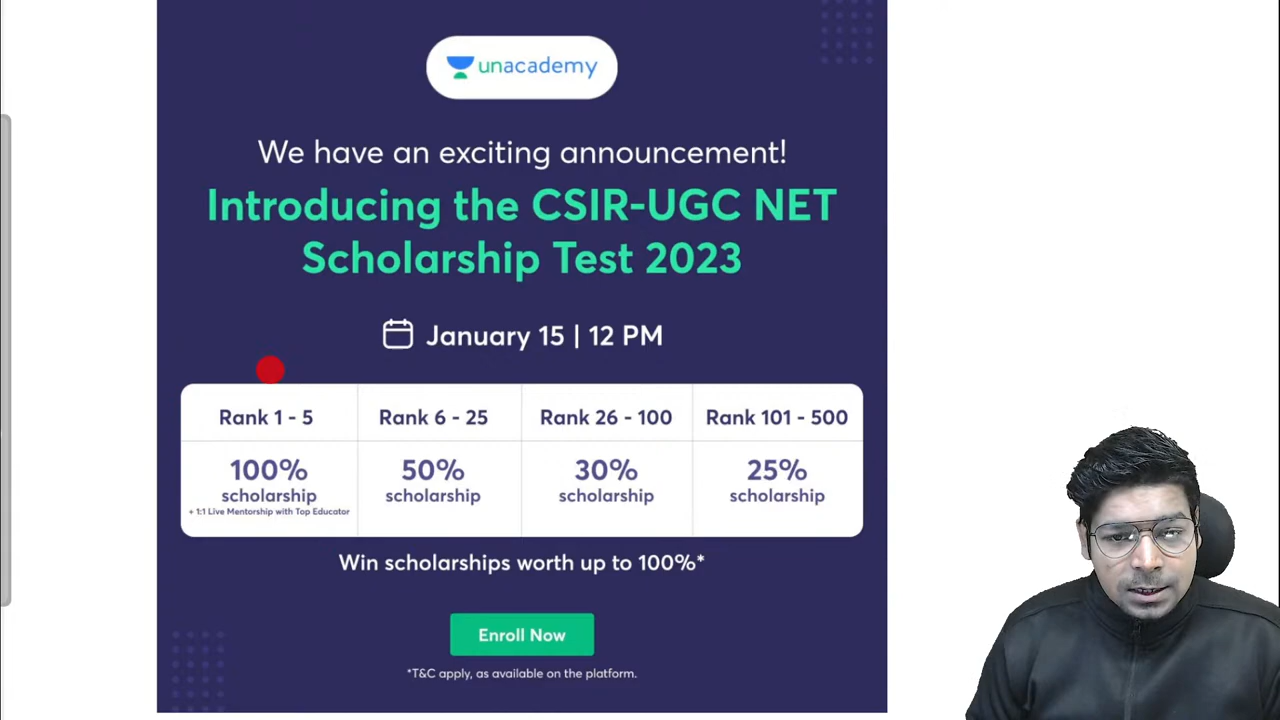 unacademy
We have an exciting announcement!
Introducing the CSIR-UGC NET
Scholarship Test 2023
January 15 | 12 PM
Rank 1 - 5 Rank 6 - 25 Rank 26 - 100 Rank 101 - 500
100% 50% 30% 25%
scholarship scholarship scholarship scholarship
+ 1:1 Live Mentorship with Top Educator
Win scholarships worth up to 100%*
Enroll Now
*T&C apply, as available on the platform.